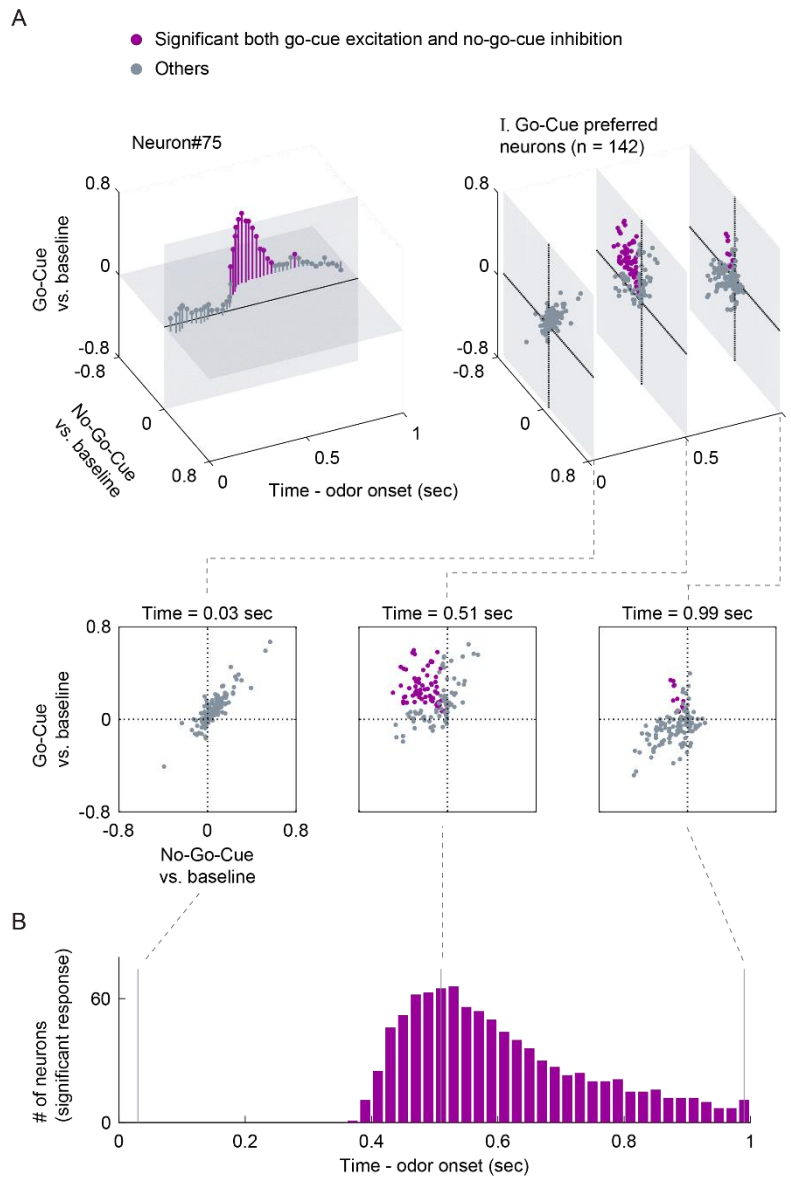 A
Significant both go-cue excitation and no-go-cue inhibition
Others
Neuron#75
0.8
0
-0.8
Go-Cue
vs. baseline
-0.8
0
0.8
No-Go-Cue
vs. baseline
0
0.5
1
Time - odor onset (sec)
I. Go-Cue preferred
neurons (n = 142)
0.8
0
-0.8
-0.8
0
0.8
0
0.5
Time = 0.03 sec
Time = 0.51 sec
Time = 0.99 sec
0.8
0
-0.8
Go-Cue
vs. baseline
-0.8
0
0.8
No-Go-Cue
vs. baseline
B
# of neurons
(significant response)
60
0
0
0.2
0.4
0.6
0.8
1
Time - odor onset (sec)